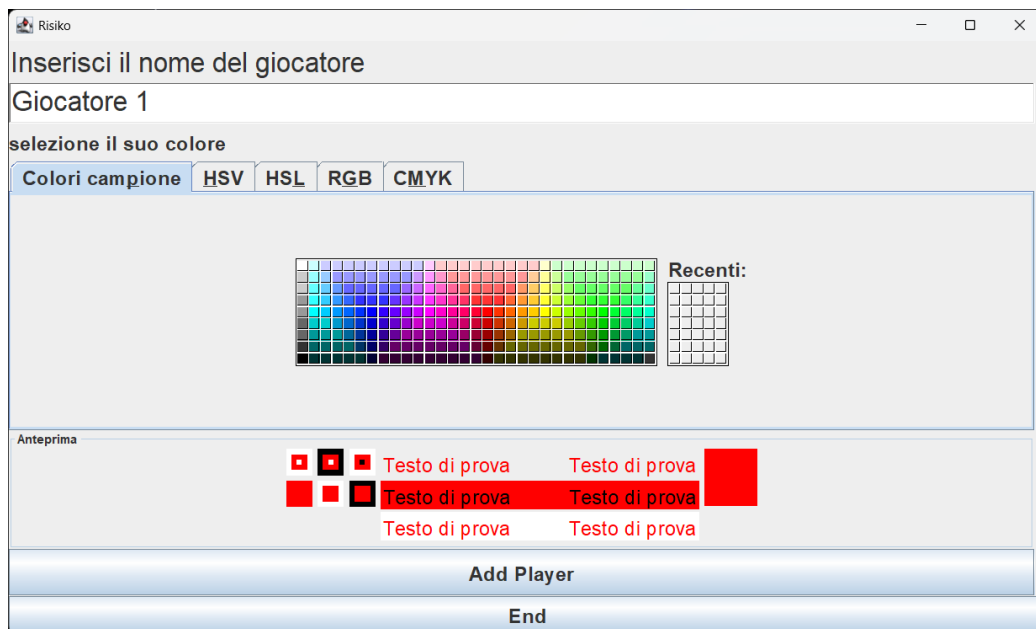 Risiko
Inserisci il nome del giocatore
Giocatore 1
selezione il suo colore
Colori campione HSV HSL RGB CMYK
Recenti:
Anteprima
Testo di prova Testo di prova
Testo di prova Testo di prova
Testo di prova Testo di prova
Add Player
End